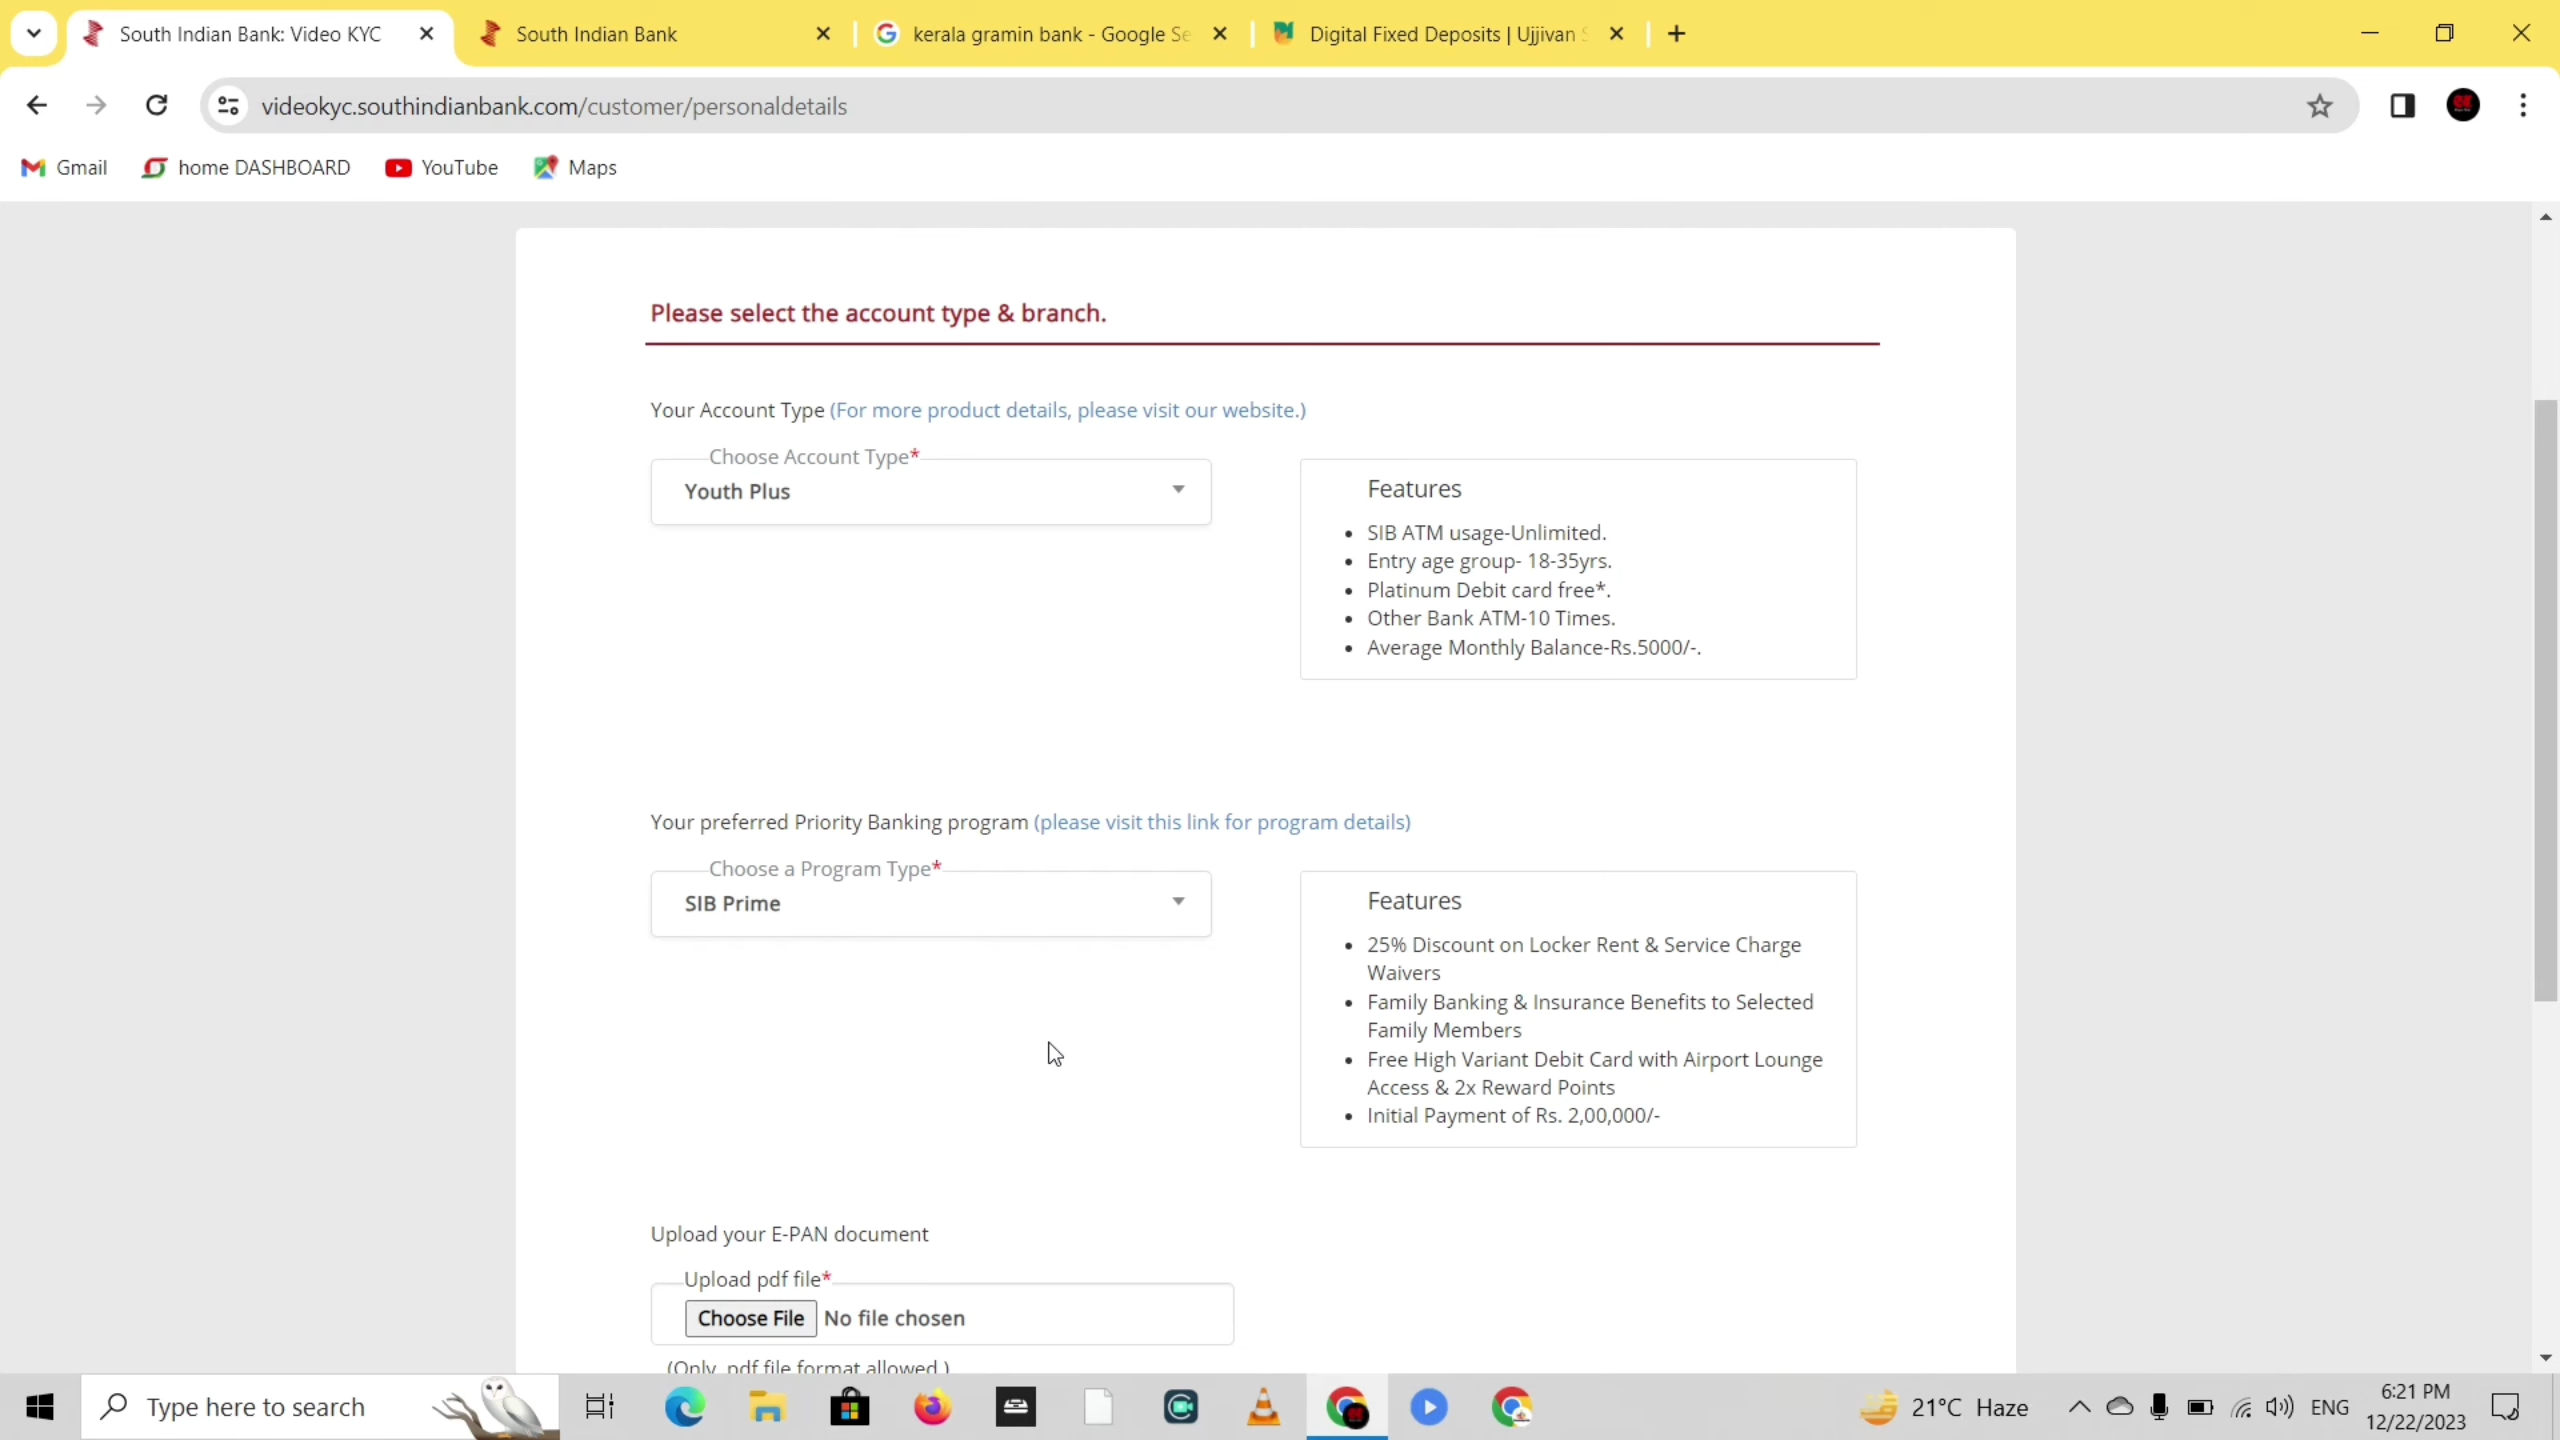 South Indian Bank: Video KYC
South Indian Bank
kerala gramin bank - Google Se
Digital Fixed Deposits | Ujjivan S
videokyc.southindianbank.com/customer/personaldetails
Gmail
home DASHBOARD
YouTube
Maps
Please select the account type & branch.
Your Account Type (For more product details, please visit our website.)
Choose Account Type*
Youth Plus
Features
• SIB ATM usage-Unlimited.
• Entry age group- 18-35yrs.
• Platinum Debit card free*.
• Other Bank ATM-10 Times.
• Average Monthly Balance-Rs.5000/-.
Your preferred Priority Banking program (please visit this link for program details)
Choose a Program Type*
SIB Prime
Features
• 25% Discount on Locker Rent & Service Charge
Waivers
• Family Banking & Insurance Benefits to Selected
Family Members
• Free High Variant Debit Card with Airport Lounge
Access & 2x Reward Points
• Initial Payment of Rs. 2,00,000/-
Upload your E-PAN document
Upload pdf file*
Choose File No file chosen
(Only .pdf file format allowed.)
Type here to search
21°C Haze
ENG
6:21 PM
12/22/2023